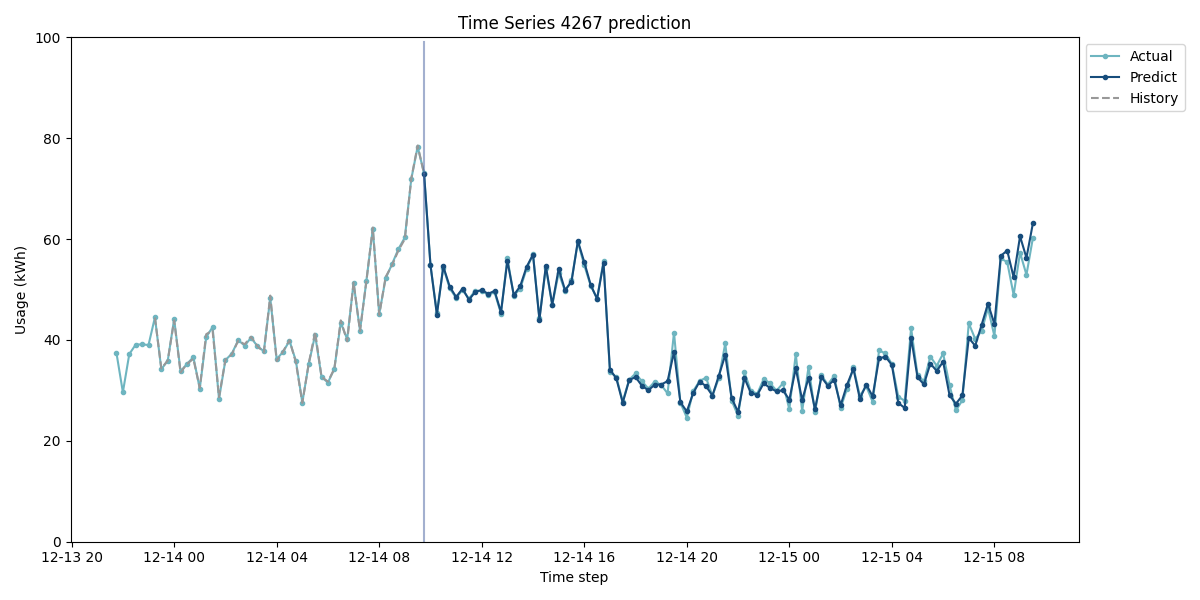 Time Series 4267 prediction
Usage (kWh)
100
80
60
40
20
0
12-13 20
12-14 00
12-14 04
12-14 08
12-14 12
12-14 16
12-14 20
12-15 00
12-15 04
12-15 08
Time step
Actual
Predict
History